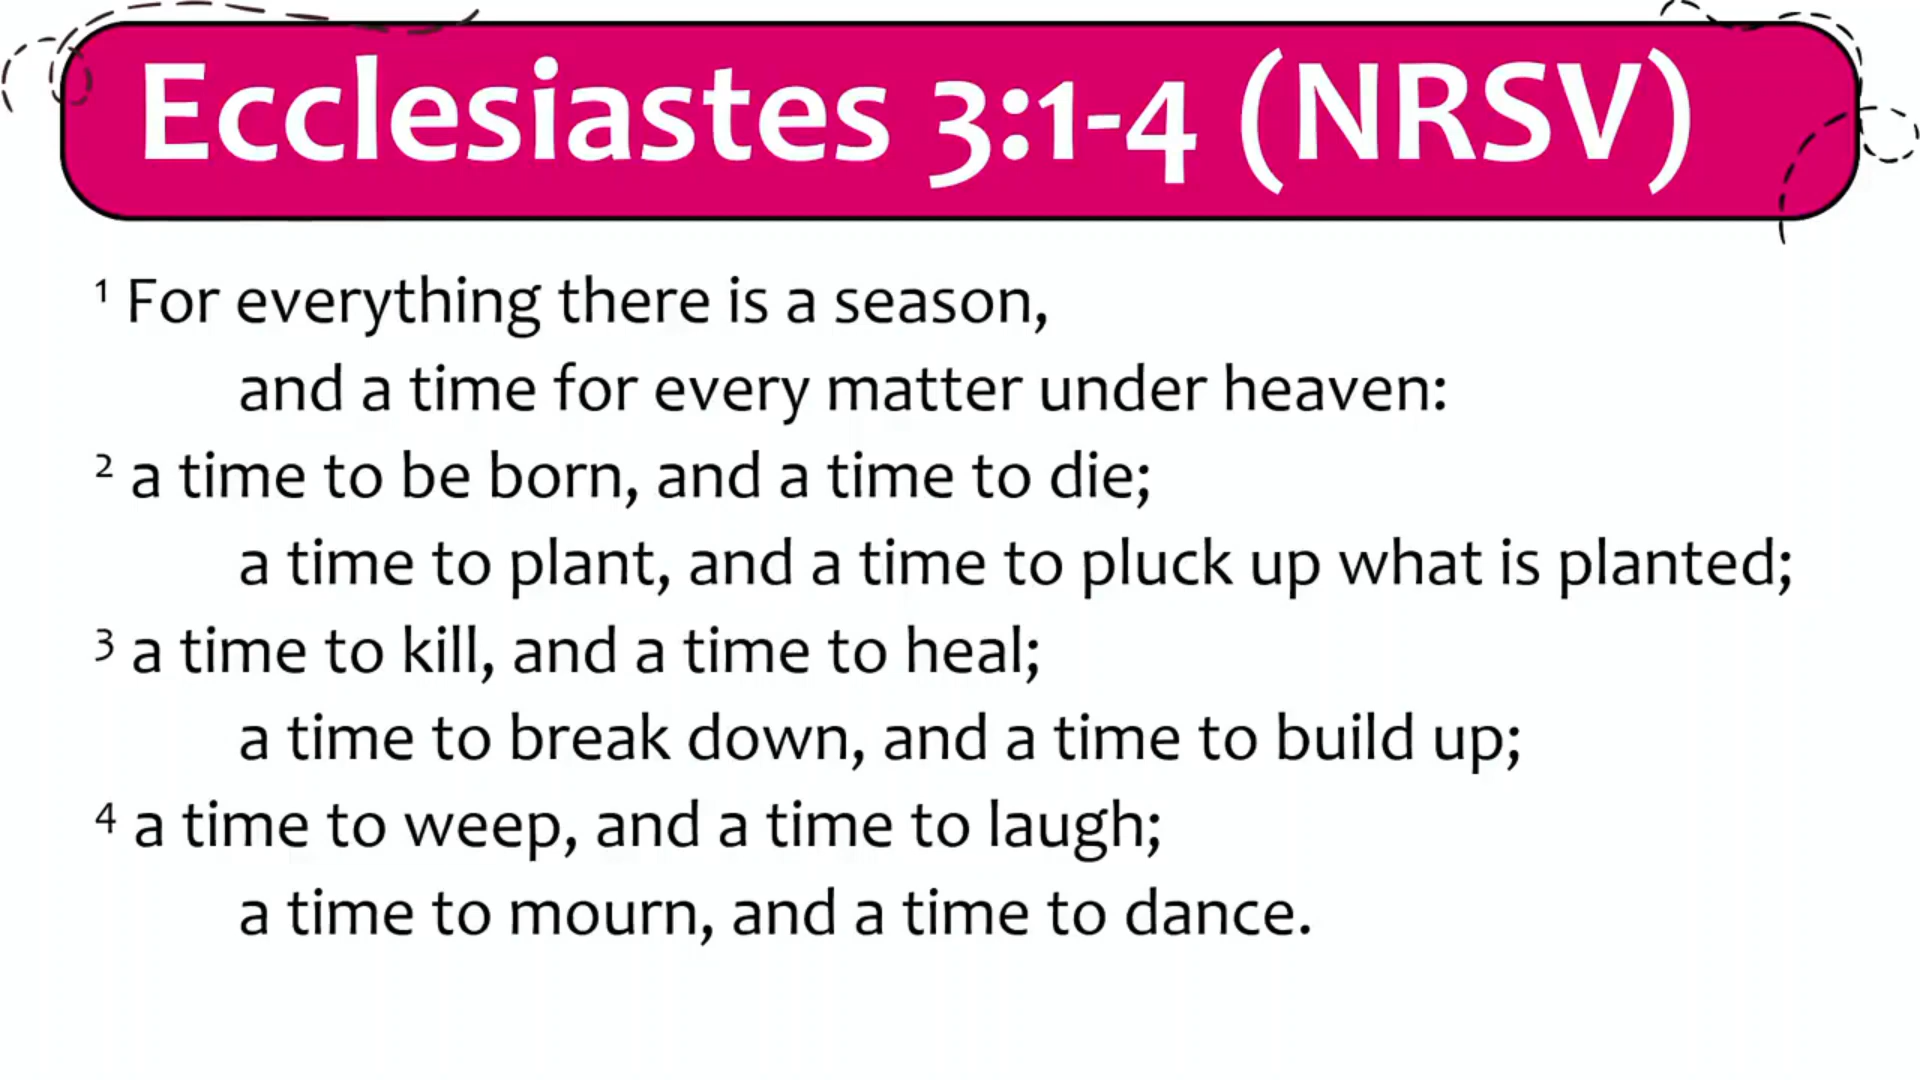 Ecclesiastes 3:1-4 (NRSV)
1 For everything there is a season,
and a time for every matter under heaven:
2 a time to be born, and a time to die;
a time to plant, and a time to pluck up what is planted;
3 a time to kill, and a time to heal;
a time to break down, and a time to build up;
4 a time to weep, and a time to laugh;
a time to mourn, and a time to dance.